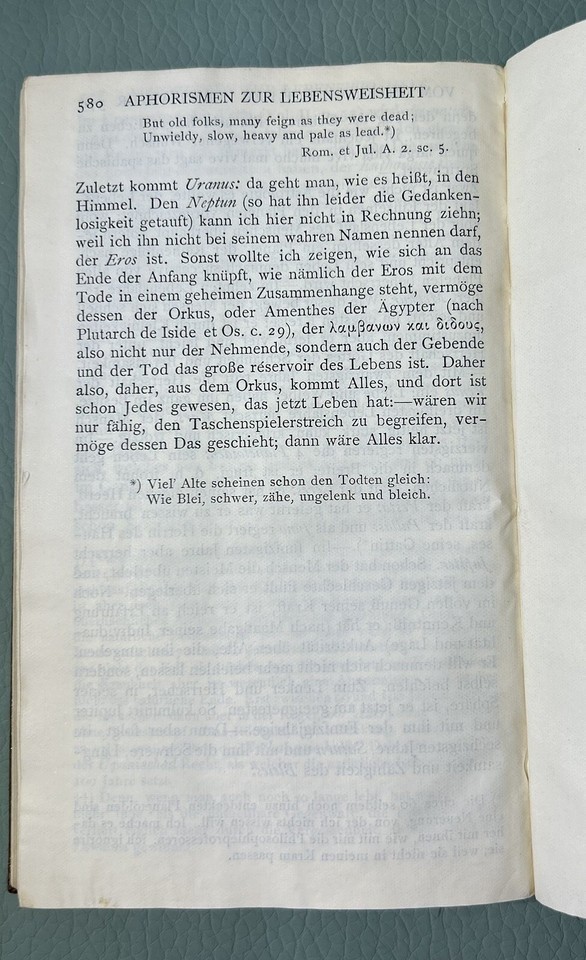 580 APHORISMEN ZUR LEBENSWEISHEIT
But old folks, many feign as they were dead;
Unwieldy, slow, heavy and pale as lead.*)
Rom. et Jul. A. 2. sc. 5.
Zuletzt kommt Uranus: da geht man, wie es heißt, in den
Himmel. Den Neptun (so hat ihn leider die Gedanken-
losigkeit getauft) kann ich hier nicht in Rechnung ziehn;
weil ich ihn nicht bei seinem wahren Namen nennen darf,
der Eros ist. Sonst wollte ich zeigen, wie sich an das
Ende der Anfang knüpft, wie nämlich der Eros mit dem
Tode in einem geheimen Zusammenhange steht, vermöge
dessen der Orkus, oder Amenthes der Ägypter (nach
Plutarch de Iside et Os. c. 29), der λαμβανων και διδους,
also nicht nur der Nehmende, sondern auch der Gebende
und der Tod das große réservoir des Lebens ist. Daher
also, daher, aus dem Orkus, kommt Alles, und dort ist
schon Jedes gewesen, das jetzt Leben hat:—wären wir
nur fähig, den Taschenspielerstreich zu begreifen, ver-
möge dessen Das geschieht; dann wäre Alles klar.
*) Viel' Alte scheinen schon den Todten gleich:
Wie Blei, schwer, zähe, ungelenk und bleich.